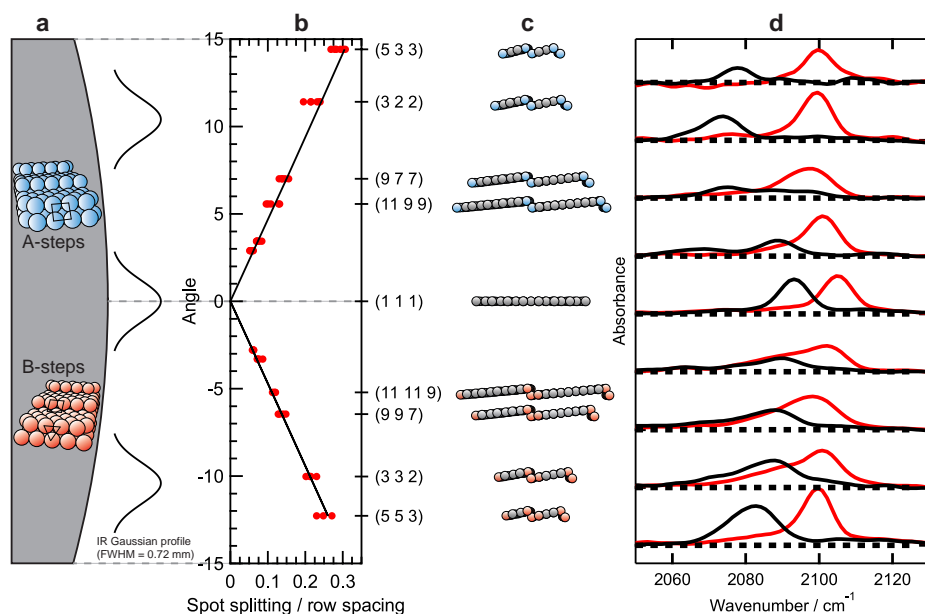 a
b
c
d
A-steps
B-steps
IR Gaussian profile
(FWHM = 0.72 mm)
Angle
15
10
5
0
-5
-10
-15
0
0.1
0.2
0.3
Spot splitting / row spacing
(5 3 3)
(3 2 2)
(9 7 7)
(11 9 9)
(1 1 1)
(11 11 9)
(9 9 7)
(3 3 2)
(5 5 3)
Absorbance
2060
2080
2100
2120
Wavenumber / cm⁻¹